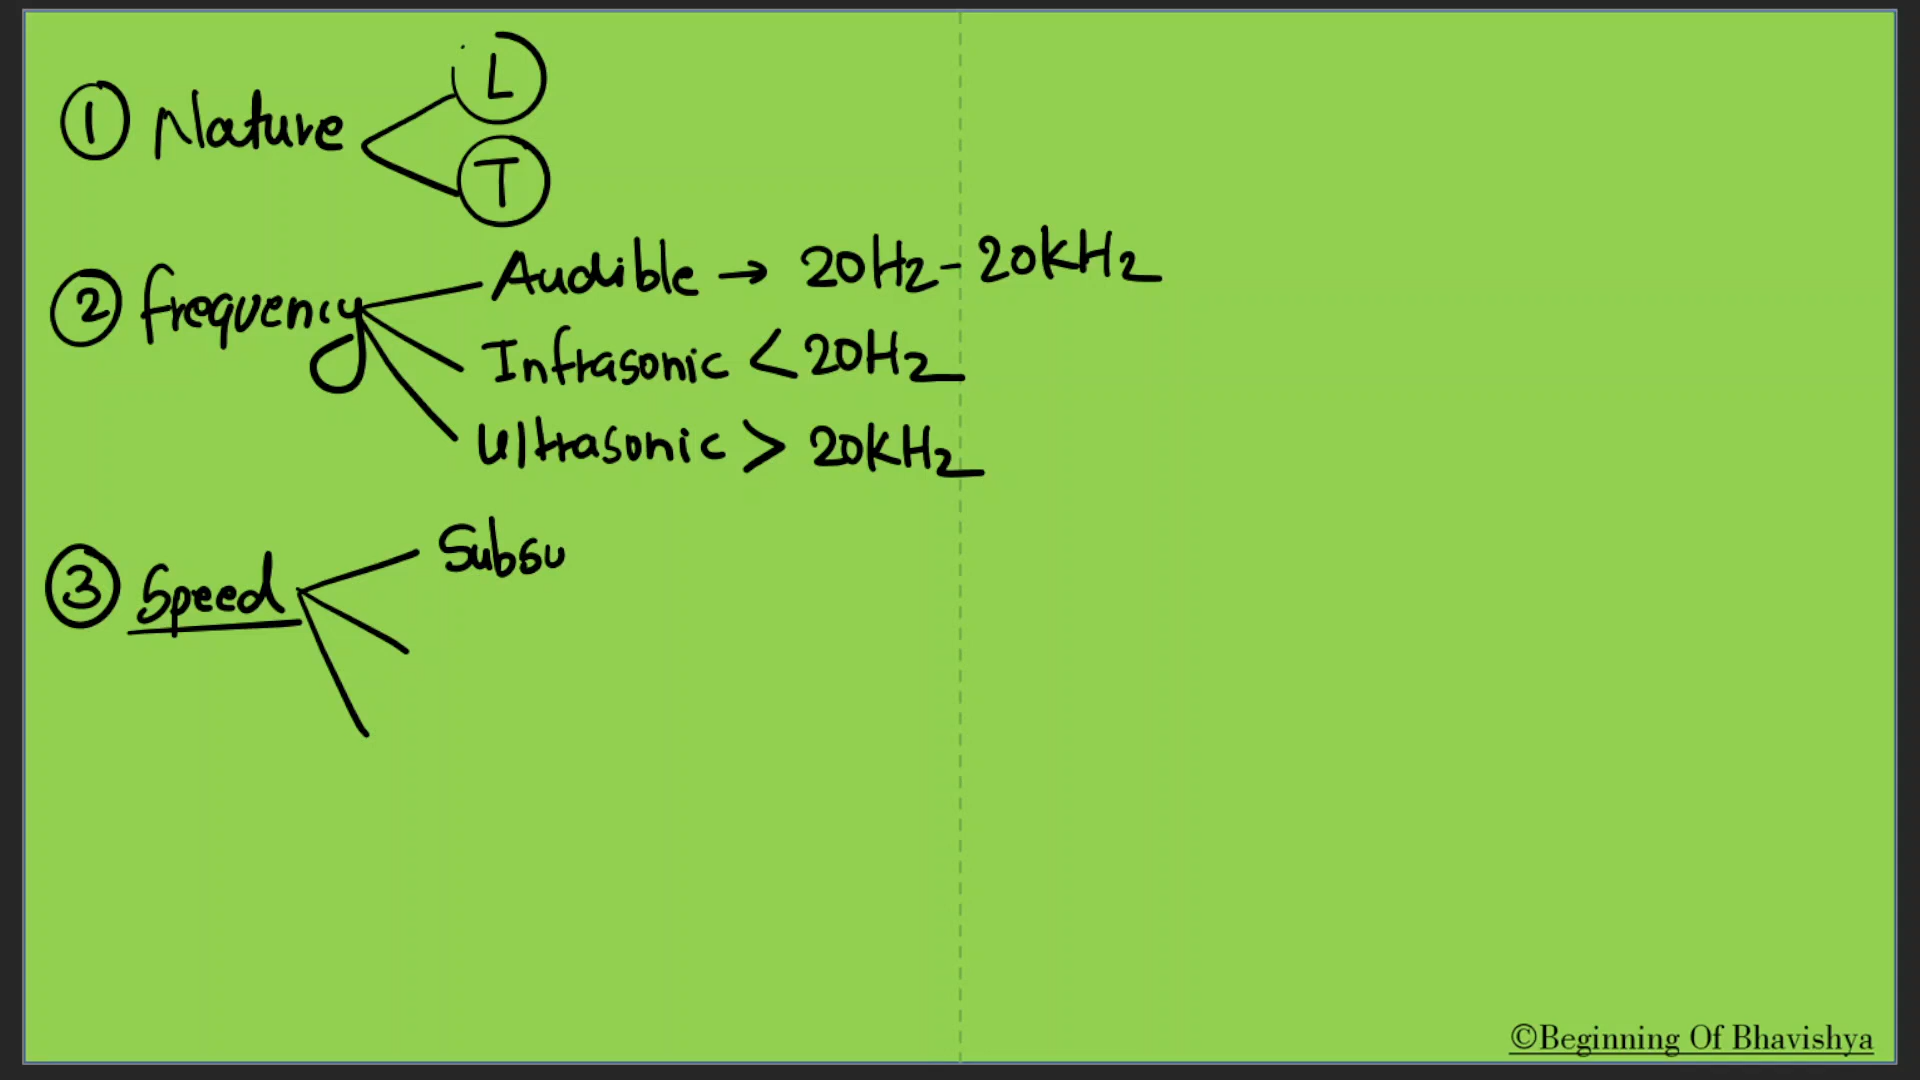 ① Nature
L
T
② frequency
Audible → 20Hz - 20KHz
Infrasonic < 20Hz
Ultrasonic > 20KHz
③ Speed
Subsu
©Beginning Of Bhavishya